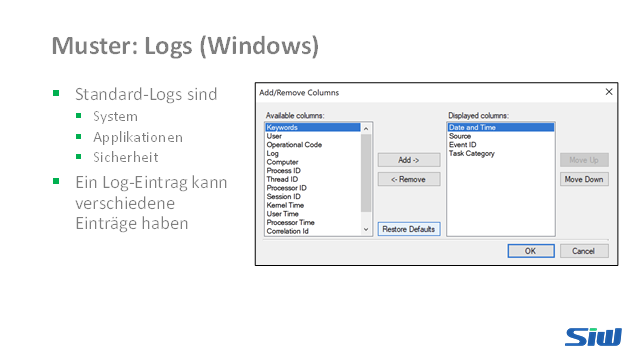 Muster: Logs (Windows)
Standard-Logs sind
System
Applikationen
Sicherheit
Ein Log-Eintrag kann
verschiedene
Einträge haben
Add/Remove Columns
Available columns:
Keywords
User
Operational Code
Log
Computer
Process ID
Thread ID
Processor ID
Session ID
Kernel Time
User Time
Processor Time
Correlation Id
Add ->
<- Remove
Restore Defaults
Displayed columns:
Date and Time
Source
Event ID
Task Category
Move Up
Move Down
OK
Cancel
SIW